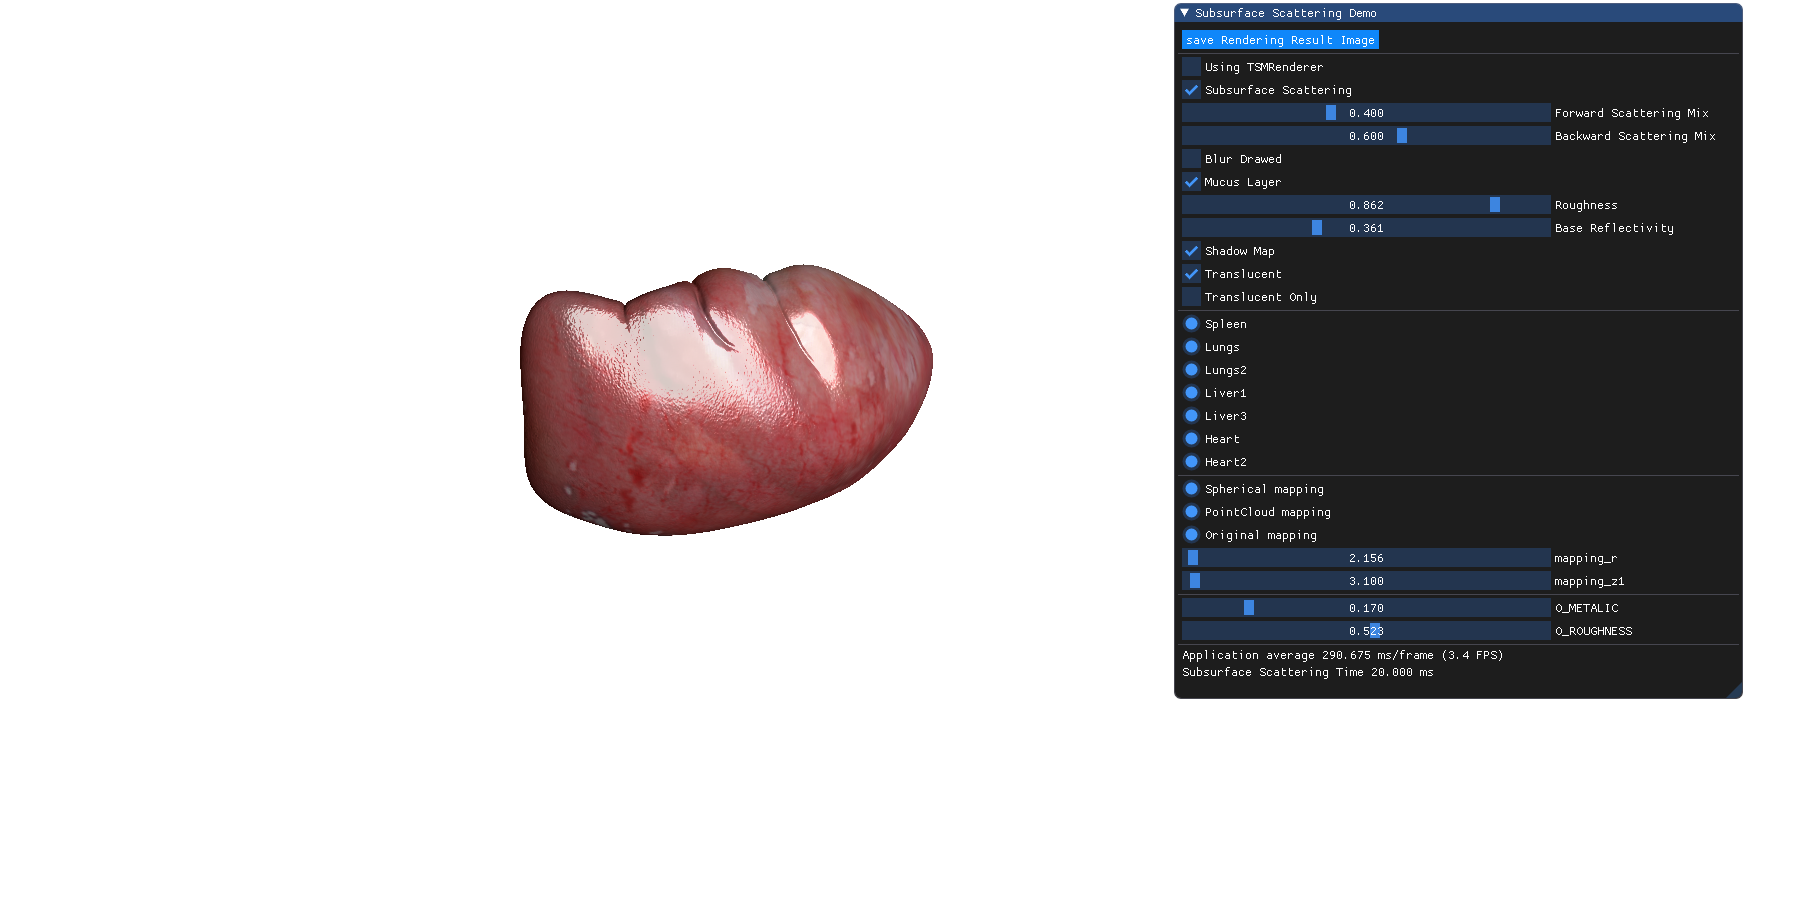 Subsurface Scattering Demo
save Rendering Result Image
Using TSMRenderer
Subsurface Scattering
0.400 Forward Scattering Mix
0.600 Backward Scattering Mix
Blur Drawed
Mucus Layer
0.862 Roughness
0.361 Base Reflectivity
Shadow Map
Translucent
Translucent Only
Spleen
Lungs
Lungs2
Liver1
Liver3
Heart
Heart2
Spherical mapping
PointCloud mapping
Original mapping
2.156 mapping_r
3.100 mapping_z1
0.170 O_METALIC
0.523 O_ROUGHNESS
Application average 290.675 ms/frame (3.4 FPS)
Subsurface Scattering Time 20.000 ms